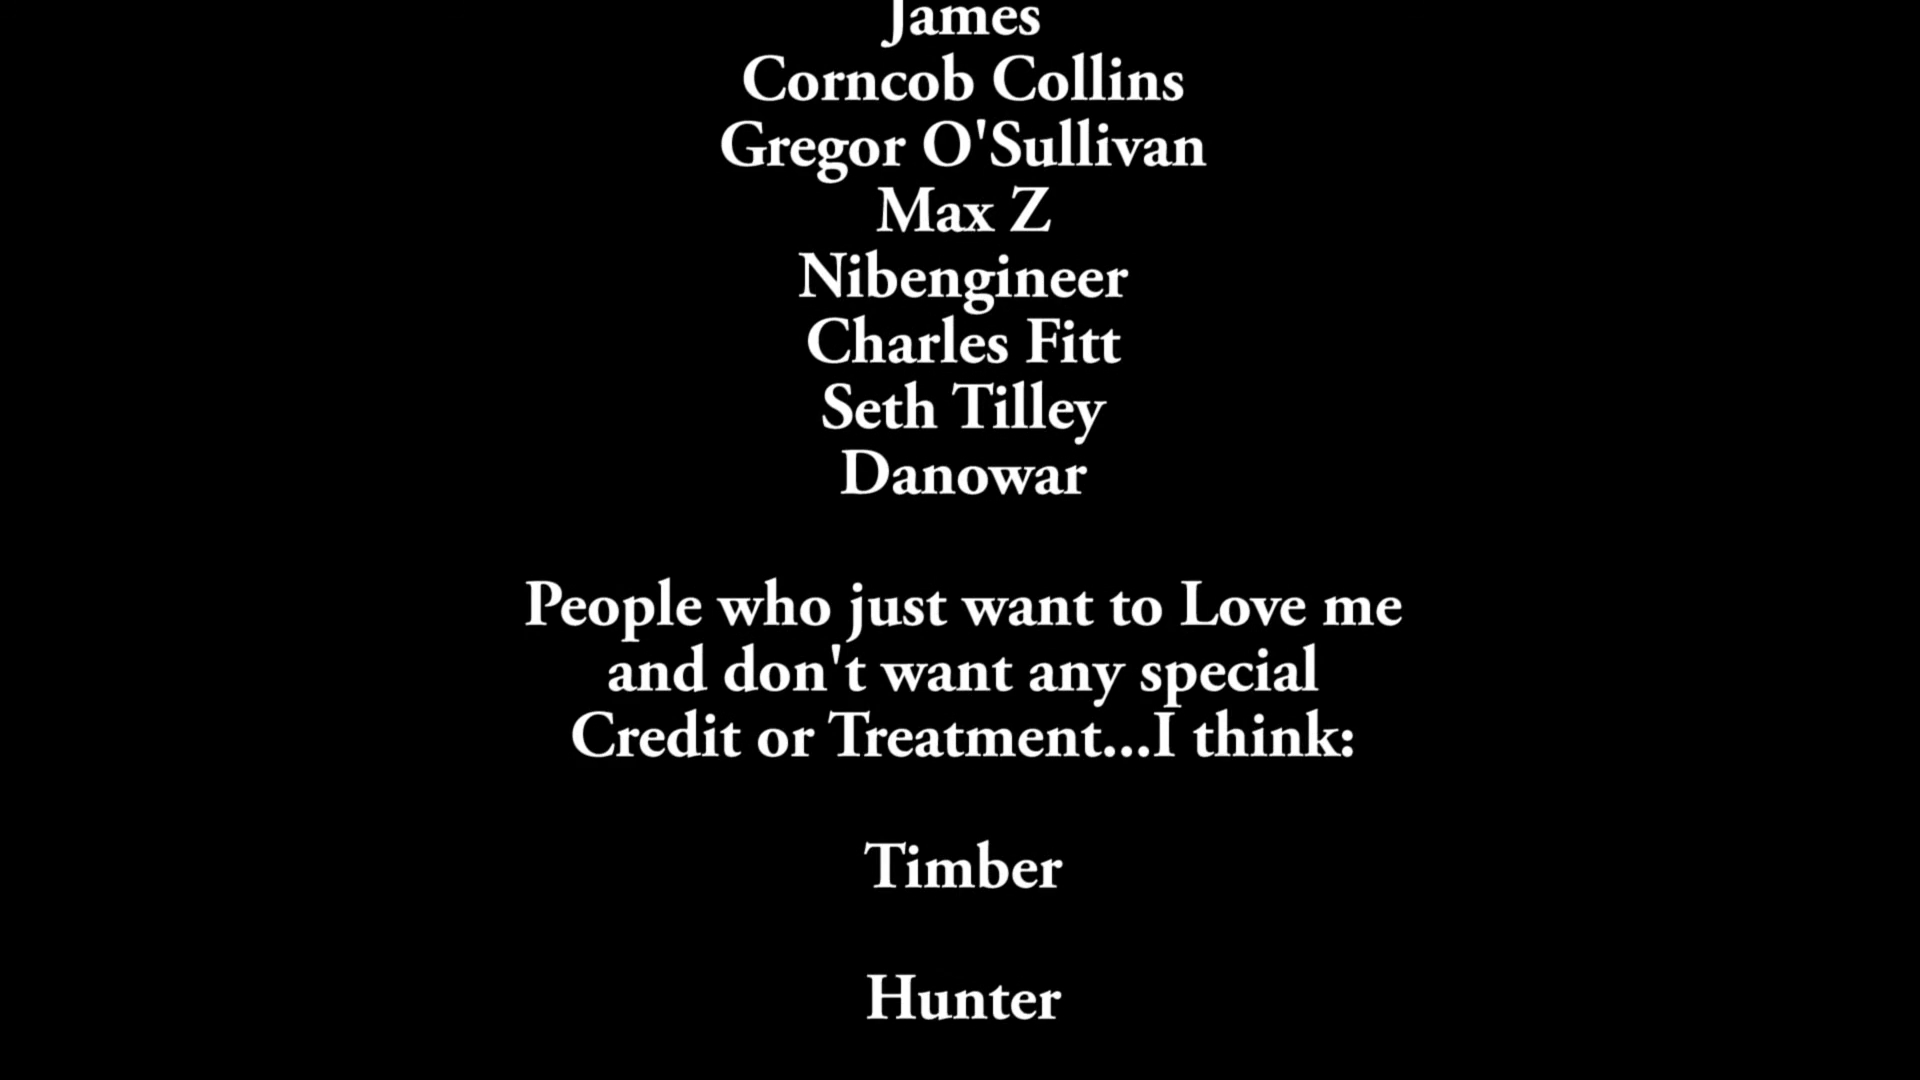 James
Corncob Collins
Gregor O'Sullivan
Max Z
Nibengineer
Charles Fitt
Seth Tilley
Danowar
People who just want to Love me
and don't want any special
Credit or Treatment...I think:
Timber
Hunter